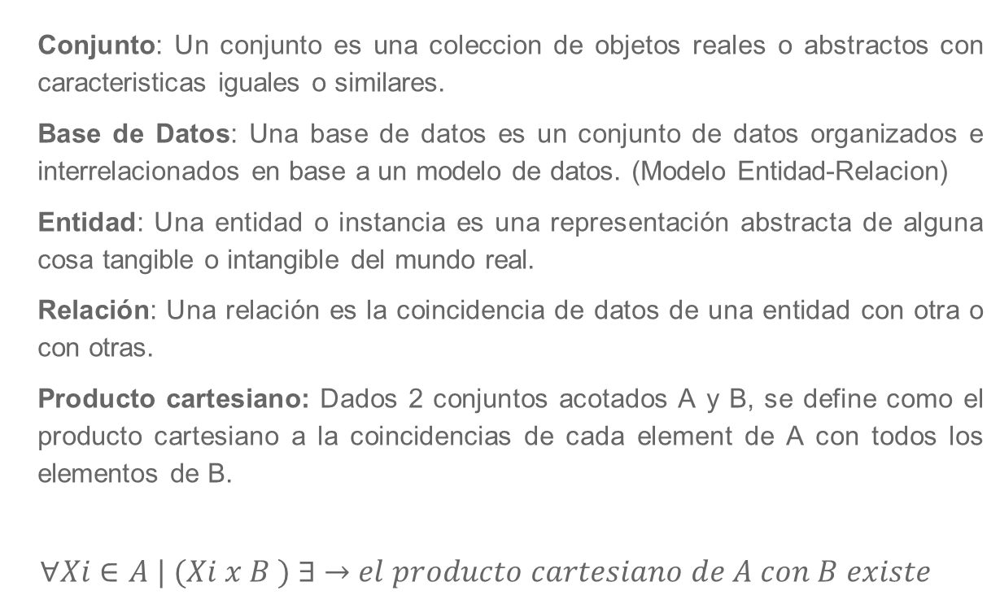 Conjunto: Un conjunto es una coleccion de objetos reales o abstractos con
caracteristicas iguales o similares.
Base de Datos: Una base de datos es un conjunto de datos organizados e
interrelacionados en base a un modelo de datos. (Modelo Entidad-Relacion)
Entidad: Una entidad o instancia es una representación abstracta de alguna
cosa tangible o intangible del mundo real.
Relación: Una relación es la coincidencia de datos de una entidad con otra o
con otras.
Producto cartesiano: Dados 2 conjuntos acotados A y B, se define como el
producto cartesiano a la coincidencias de cada element de A con todos los
elementos de B.
∀Xi ∈ A | (Xi x B ) ∃ → el producto cartesiano de A con B existe